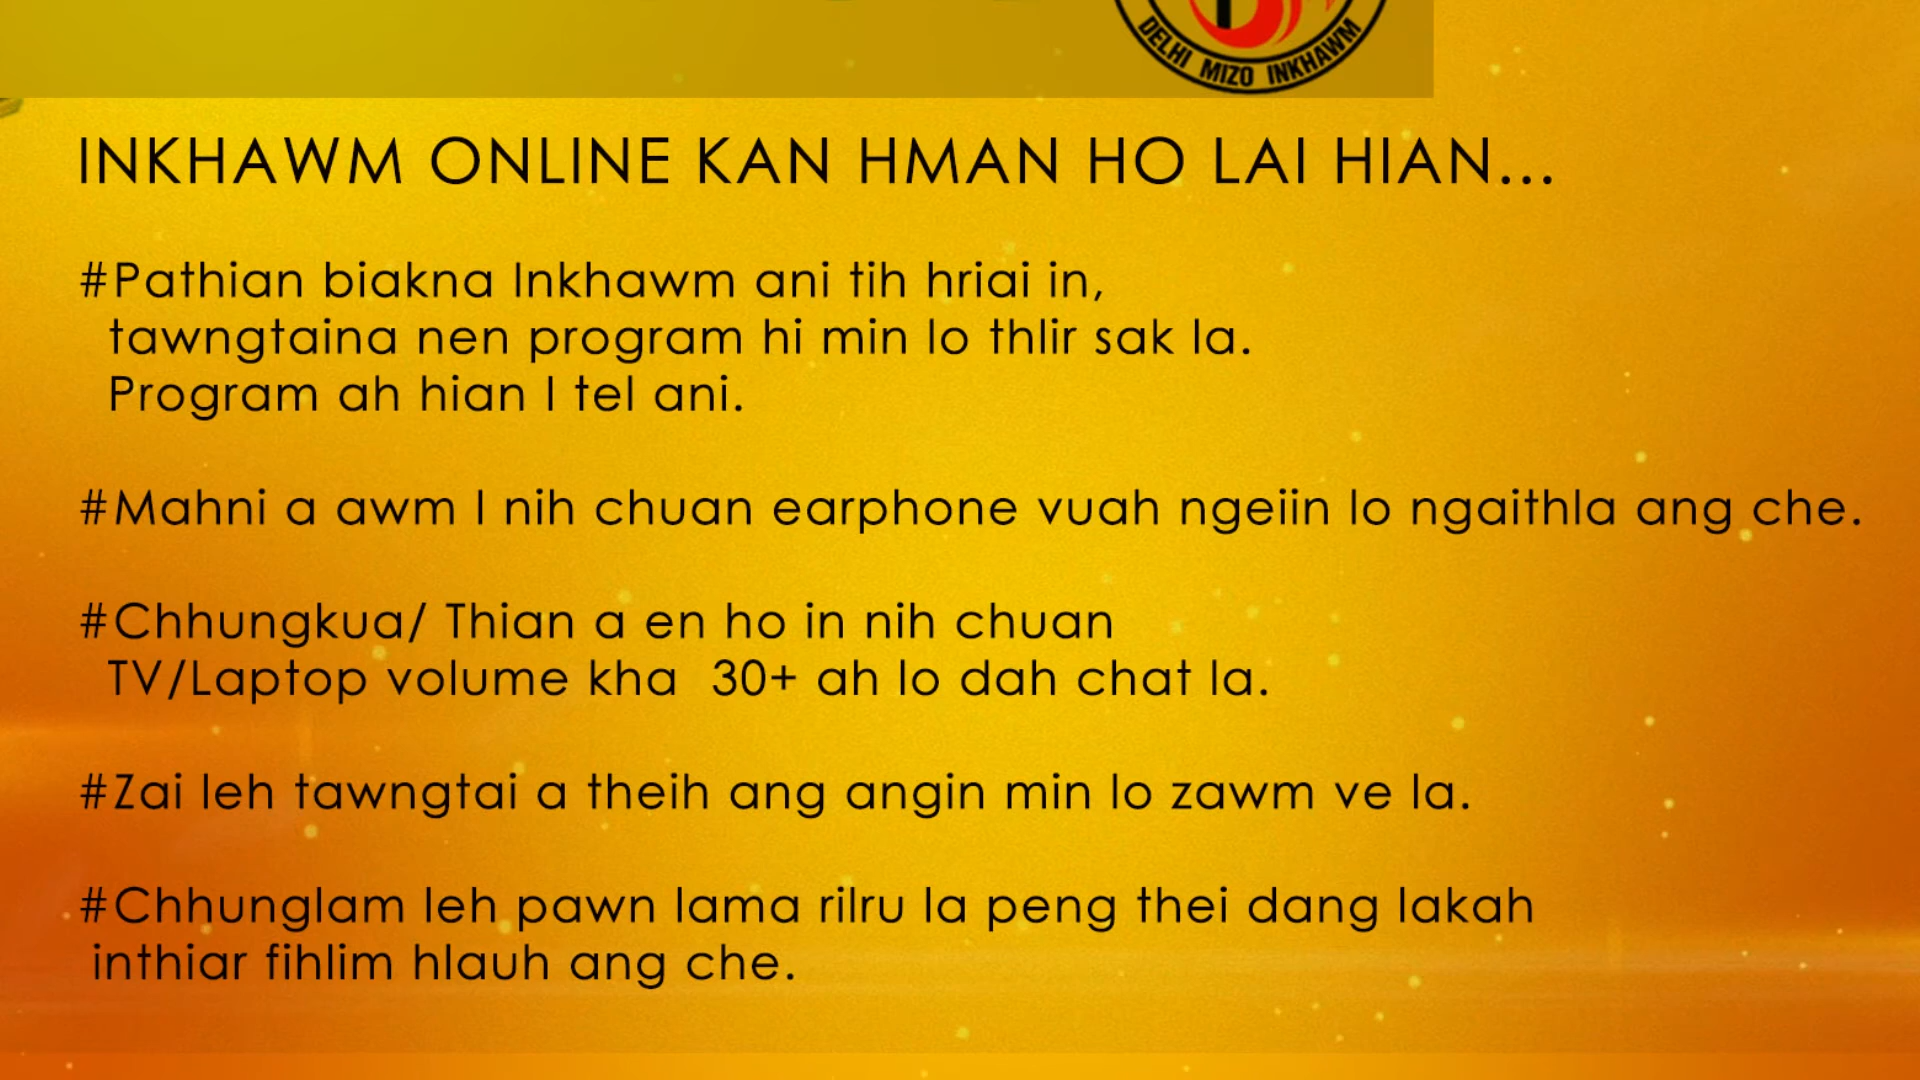 DELHI MIZO INKHAWM
INKHAWM ONLINE KAN HMAN HO LAI HIAN...
#Pathian biakna Inkhawm ani tih hriai in,
tawngtaina nen program hi min lo thlir sak la.
Program ah hian I tel ani.
#Mahni a awm I nih chuan earphone vuah ngeiin lo ngaithla ang che.
#Chhungkua/ Thian a en ho in nih chuan
TV/Laptop volume kha 30+ ah lo dah chat la.
#Zai leh tawngtai a theih ang angin min lo zawm ve la.
#Chhunglam leh pawn lama rilru la peng thei dang lakah
inthiar fihlim hlauh ang che.